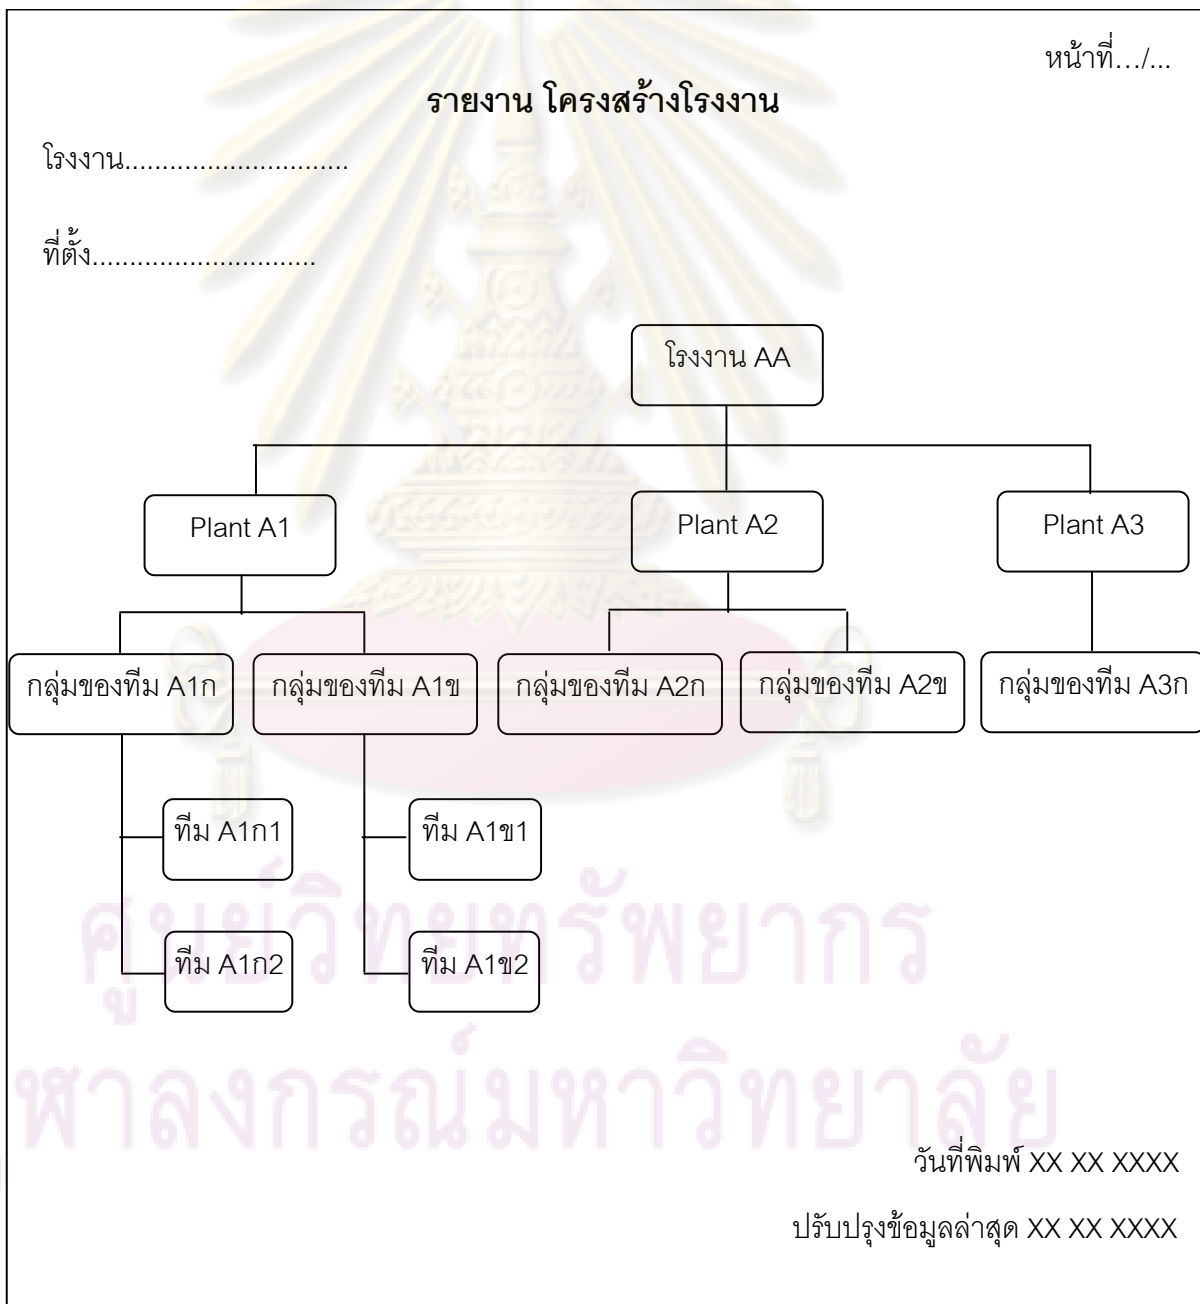 หน้าที่.../...
รายงาน โครงสร้างโรงงาน
โรงงาน..............................
ที่ตั้ง..............................
โรงงาน AA
Plant A1 Plant A2 Plant A3
กลุ่มของทีม A1ก กลุ่มของทีม A1ข กลุ่มของทีม A2ก กลุ่มของทีม A2ข กลุ่มของทีม A3ก
ทีม A1ก1 ทีม A1ข1
ทีม A1ก2 ทีม A1ข2
ศูนย์วิทยทรัพยากร
ฬาลงกรณ์มหาวิทยาลัย
วันที่พิมพ์ XX XX XXXX
ปรับปรุงข้อมูลล่าสุด XX XX XXXX